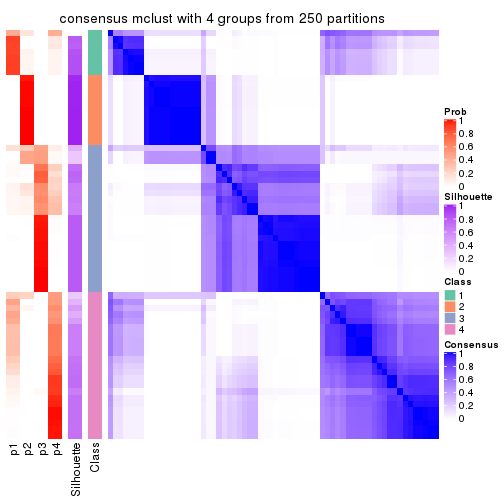 consensus mclust with 4 groups from 250 partitions
Prob
1
0.8
0.6
0.4
0.2
0
Silhouette
1
0.8
0.6
0.4
0.2
0
Class
1
2
3
4
Consensus
1
0.8
0.6
0.4
0.2
0
p1
p2
p3
p4
Silhouette
Class